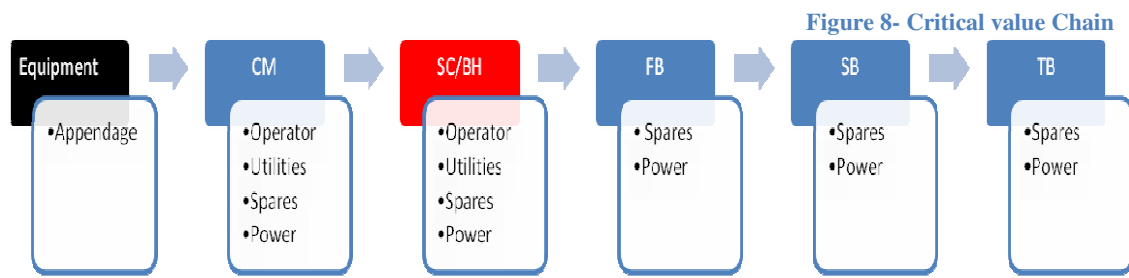 Figure 8- Critical value Chain
Equipment
•Appendage
CM
•Operator
•Utilities
•Spares
•Power
SC/BH
•Operator
•Utilities
•Spares
•Power
FB
• Spares
•Power
SB
•Spares
•Power
TB
•Spares
•Power